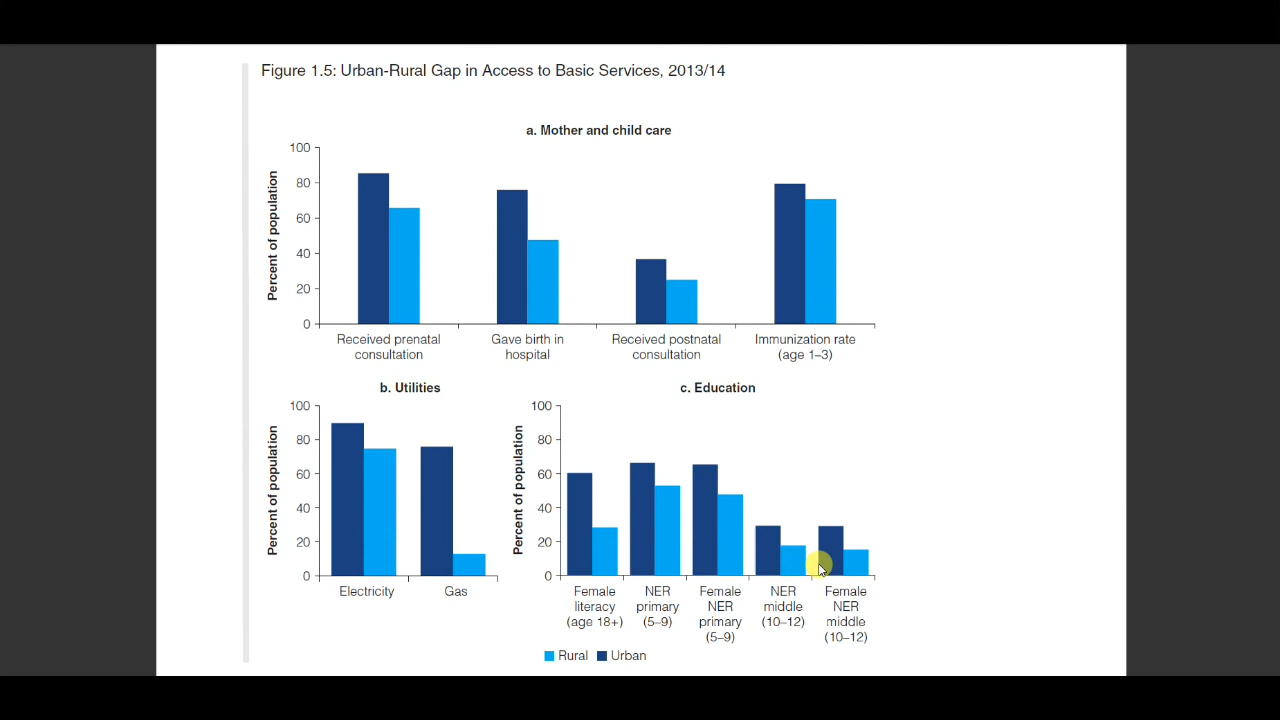 Figure 1.5: Urban-Rural Gap in Access to Basic Services, 2013/14
a. Mother and child care
Percent of population
100
80
60
40
20
0
Received prenatal
consultation
Gave birth in
hospital
Received postnatal
consultation
Immunization rate
(age 1–3)
b. Utilities
Percent of population
100
80
60
40
20
0
Electricity
Gas
c. Education
Percent of population
100
80
60
40
20
0
Female
literacy
(age 18+)
NER
primary
(5–9)
Female
NER
primary
(5–9)
NER
middle
(10–12)
Female
NER
middle
(10–12)
Rural
Urban